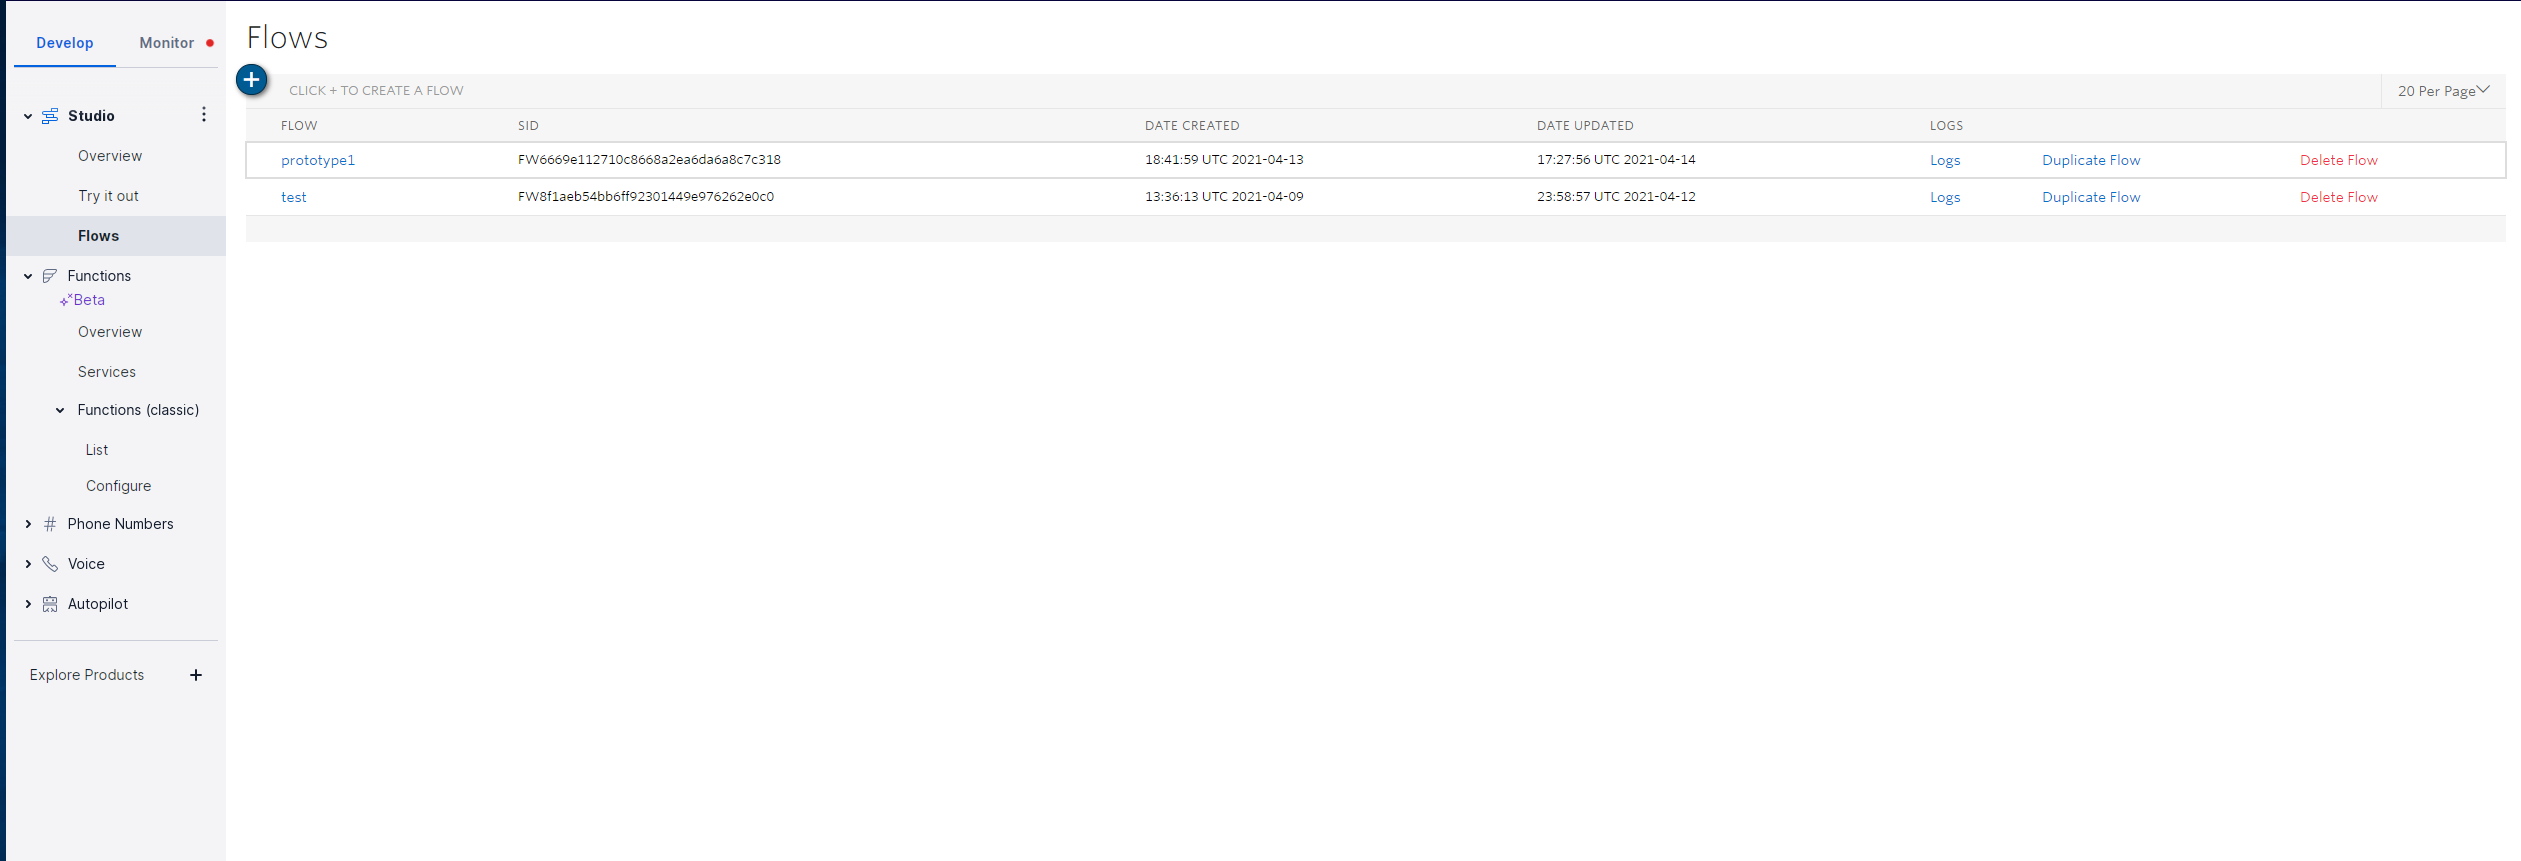 Develop Monitor
Studio
Overview
Try it out
Flows
Functions
Beta
Overview
Services
Functions (classic)
List
Configure
Phone Numbers
Voice
Autopilot
Explore Products +
Flows
+ CLICK + TO CREATE A FLOW 20 Per Page
FLOW SID DATE CREATED DATE UPDATED LOGS
prototype1 FW6669e112710c8668a2ea6da6a8c7c318 18:41:59 UTC 2021-04-13 17:27:56 UTC 2021-04-14 Logs Duplicate Flow Delete Flow
test FW8f1aeb54bb6ff92301449e976262e0c0 13:36:13 UTC 2021-04-09 23:58:57 UTC 2021-04-12 Logs Duplicate Flow Delete Flow